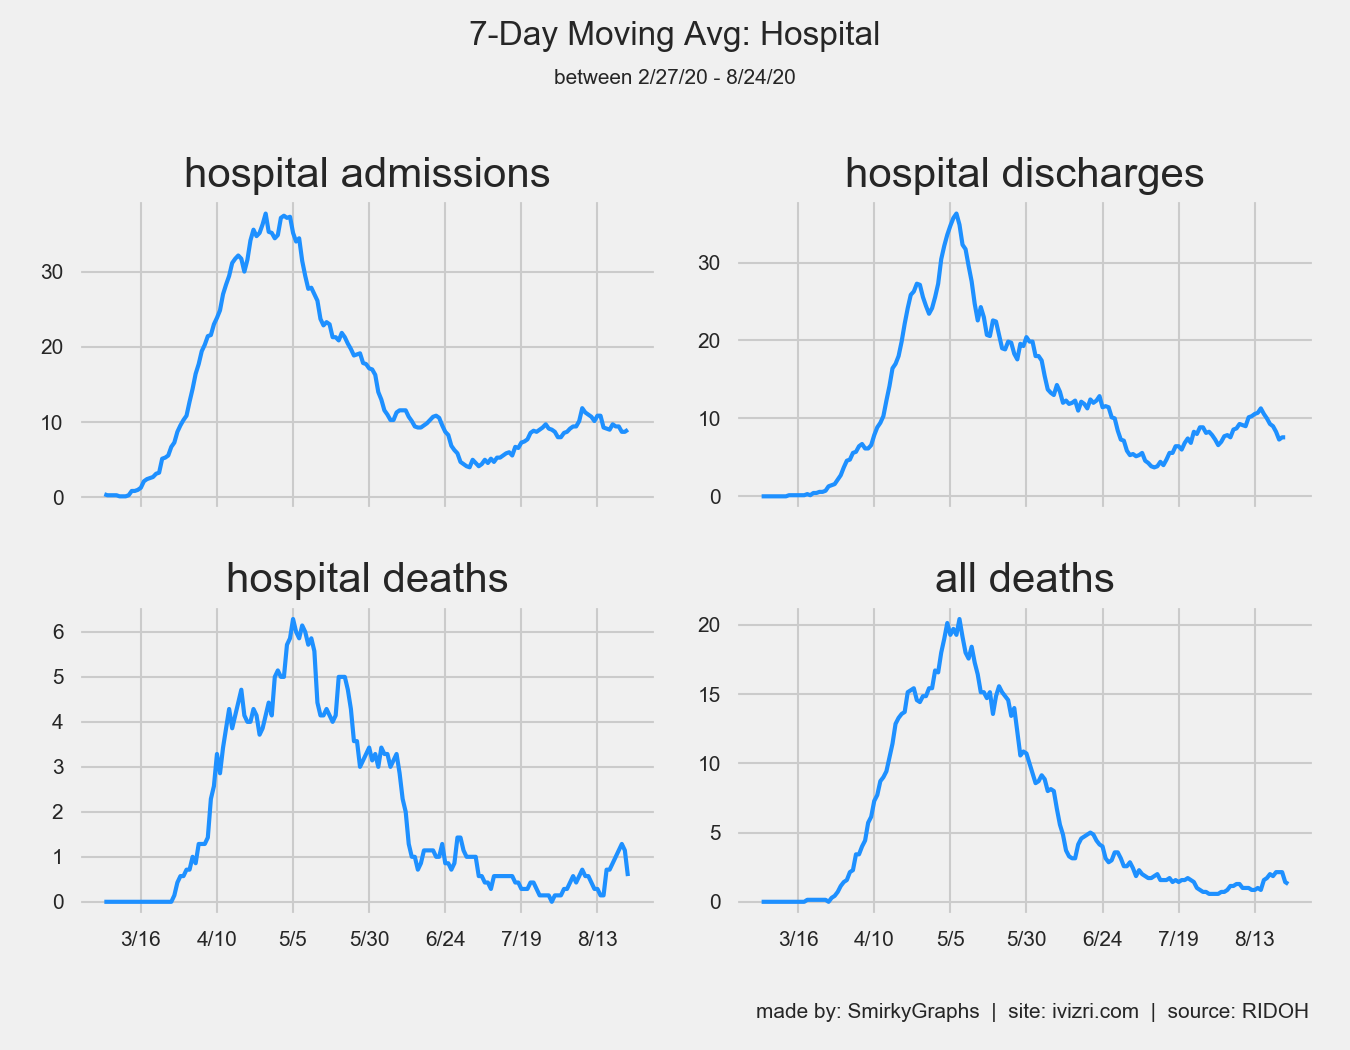 7-Day Moving Avg: Hospital
between 2/27/20 - 8/24/20
hospital admissions
30
20
10
0
hospital discharges
30
20
10
0
hospital deaths
6
5
4
3
2
1
0
3/16 4/10 5/5 5/30 6/24 7/19 8/13
all deaths
20
15
10
5
0
3/16 4/10 5/5 5/30 6/24 7/19 8/13
made by: SmirkyGraphs | site: ivizri.com | source: RIDOH